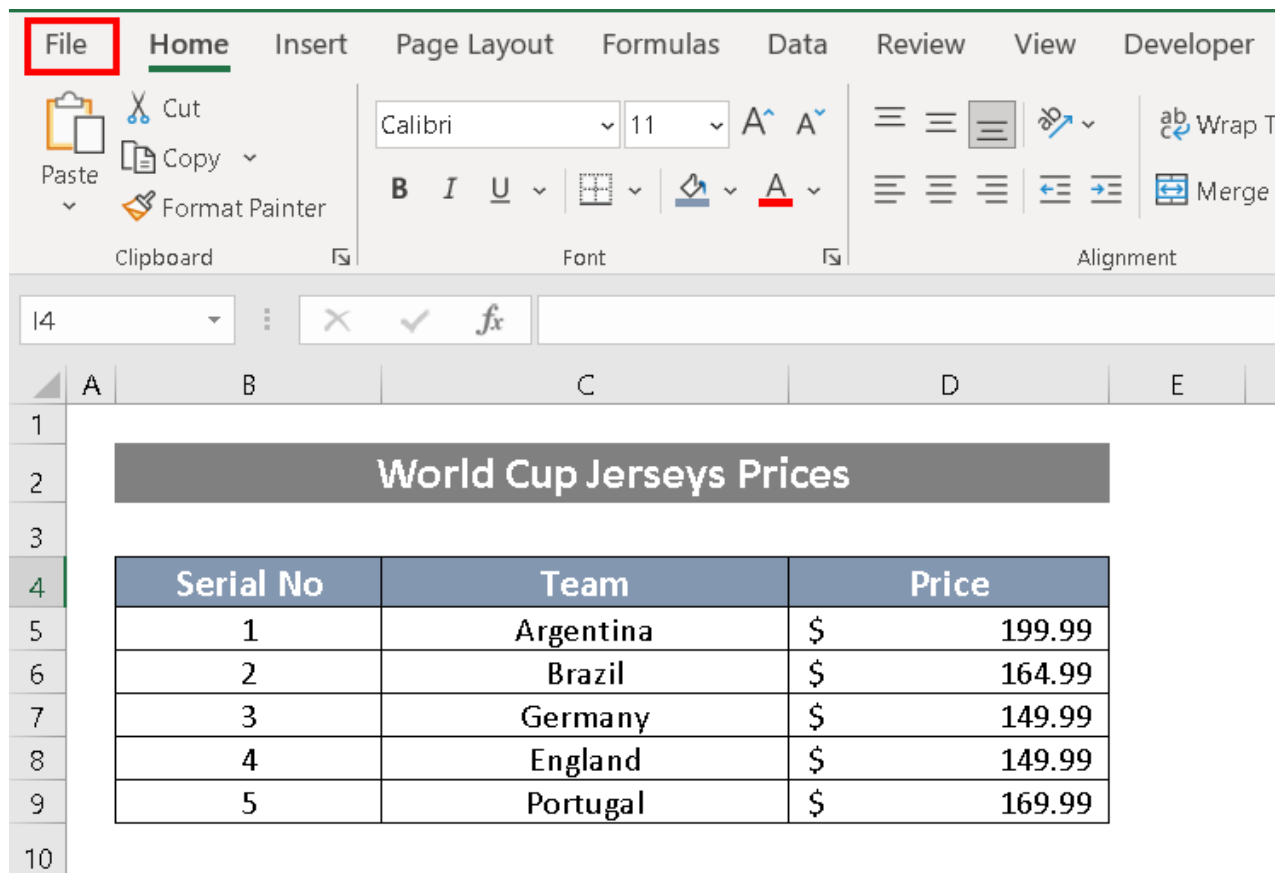 File Home Insert Page Layout Formulas Data Review View Developer
Cut
Copy
Paste
Format Painter
Clipboard
Calibri 11 A A
B I U A
Font
ab
c Wrap T
Merge
Alignment
I4 fx
A B C D E
1
2 World Cup Jerseys Prices
3
4 Serial No Team Price
5 1 Argentina $ 199.99
6 2 Brazil $ 164.99
7 3 Germany $ 149.99
8 4 England $ 149.99
9 5 Portugal $ 169.99
10